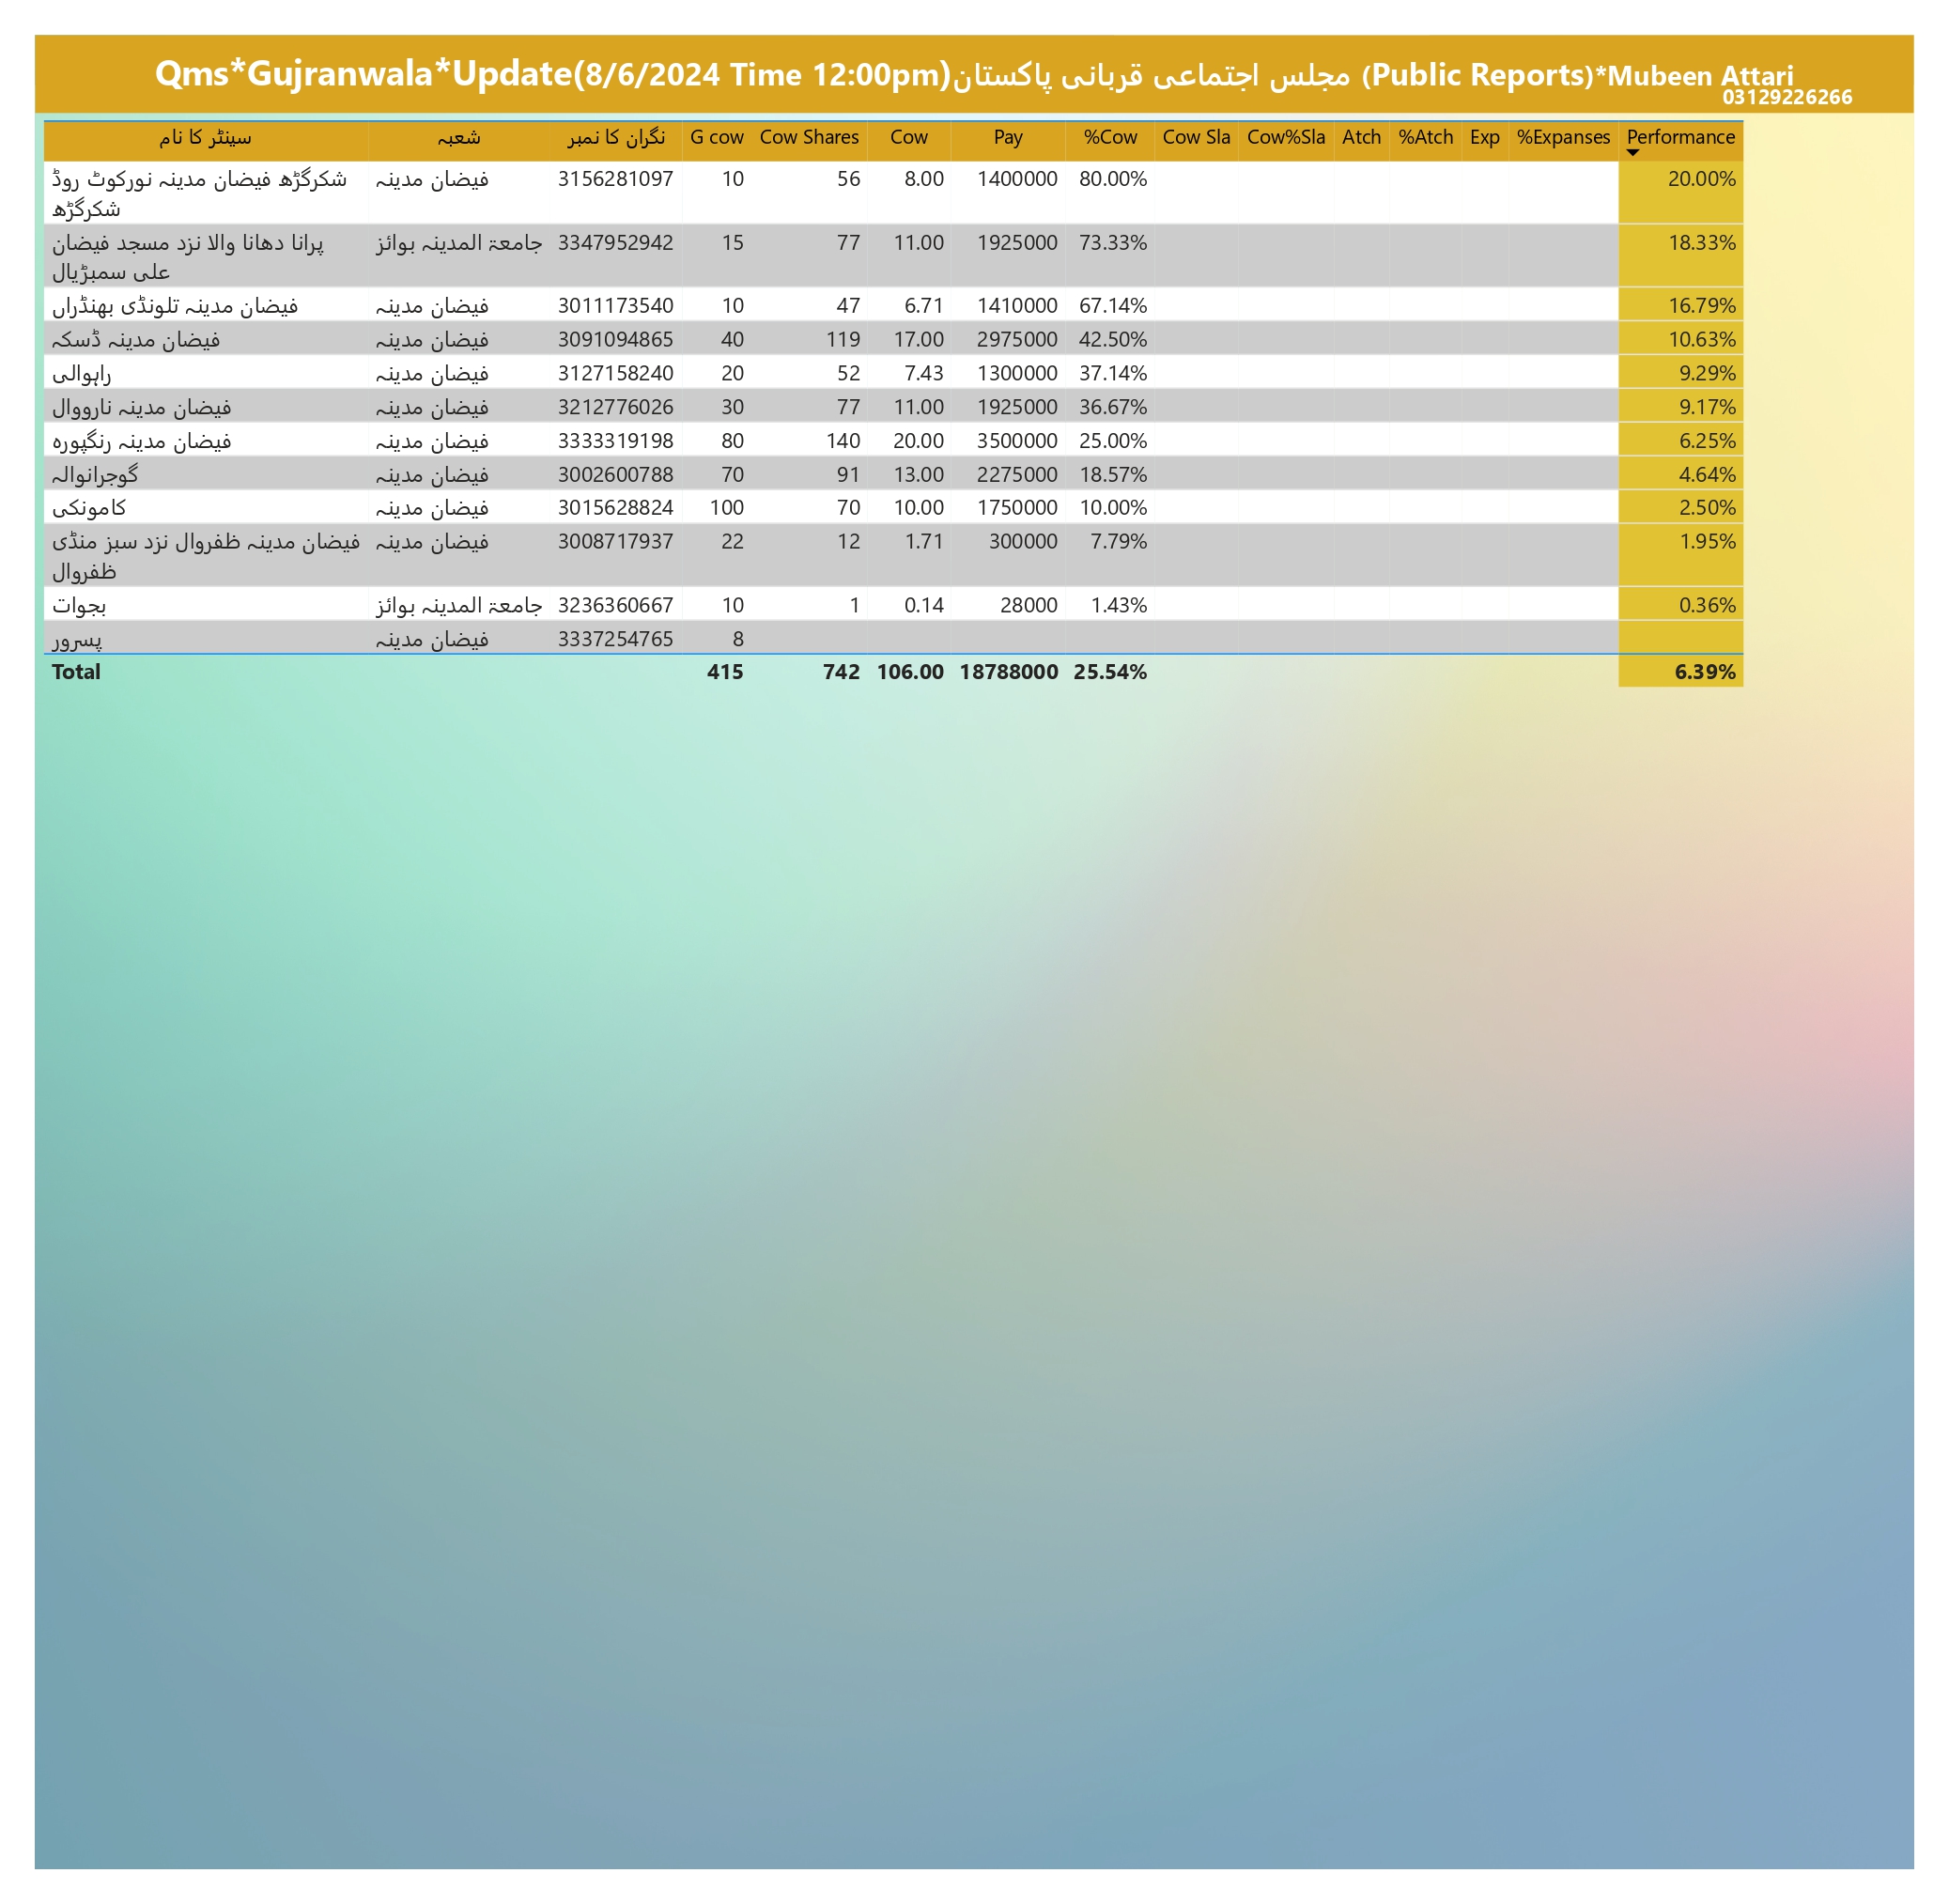 Qms*Gujranwala*Update(8/6/2024 Time 12:00pm)مجلس اجتماعی قربانی پاکستان (Public Reports)*Mubeen Attari
03129226266
سینٹر کا نام شعبہ نگران کا نمبر G cow Cow Shares Cow Pay %Cow Cow Sla Cow%Sla Atch %Atch Exp %Expanses Performance
شکرگڑھ فیضان مدینہ نورکوٹ روڈ فیضان مدینہ 3156281097 10 56 8.00 1400000 80.00% 20.00%
شکرگڑھ
پرانا دھانا والا نزد مسجد فیضان جامعۃ المدینہ بوائز 3347952942 15 77 11.00 1925000 73.33% 18.33%
علی سمبڑیال
فیضان مدینہ تلونڈی بھنڈراں فیضان مدینہ 3011173540 10 47 6.71 1410000 67.14% 16.79%
فیضان مدینہ ڈسکہ فیضان مدینہ 3091094865 40 119 17.00 2975000 42.50% 10.63%
راہوالی فیضان مدینہ 3127158240 20 52 7.43 1300000 37.14% 9.29%
فیضان مدینہ نارووال فیضان مدینہ 3212776026 30 77 11.00 1925000 36.67% 9.17%
فیضان مدینہ رنگپورہ فیضان مدینہ 3333319198 80 140 20.00 3500000 25.00% 6.25%
گوجرانوالہ فیضان مدینہ 3002600788 70 91 13.00 2275000 18.57% 4.64%
کامونکی فیضان مدینہ 3015628824 100 70 10.00 1750000 10.00% 2.50%
فیضان مدینہ ظفروال نزد سبز منڈی فیضان مدینہ 3008717937 22 12 1.71 300000 7.79% 1.95%
ظفروال
بجوات جامعۃ المدینہ بوائز 3236360667 10 1 0.14 28000 1.43% 0.36%
پسرور فیضان مدینہ 3337254765 8
Total 415 742 106.00 18788000 25.54% 6.39%